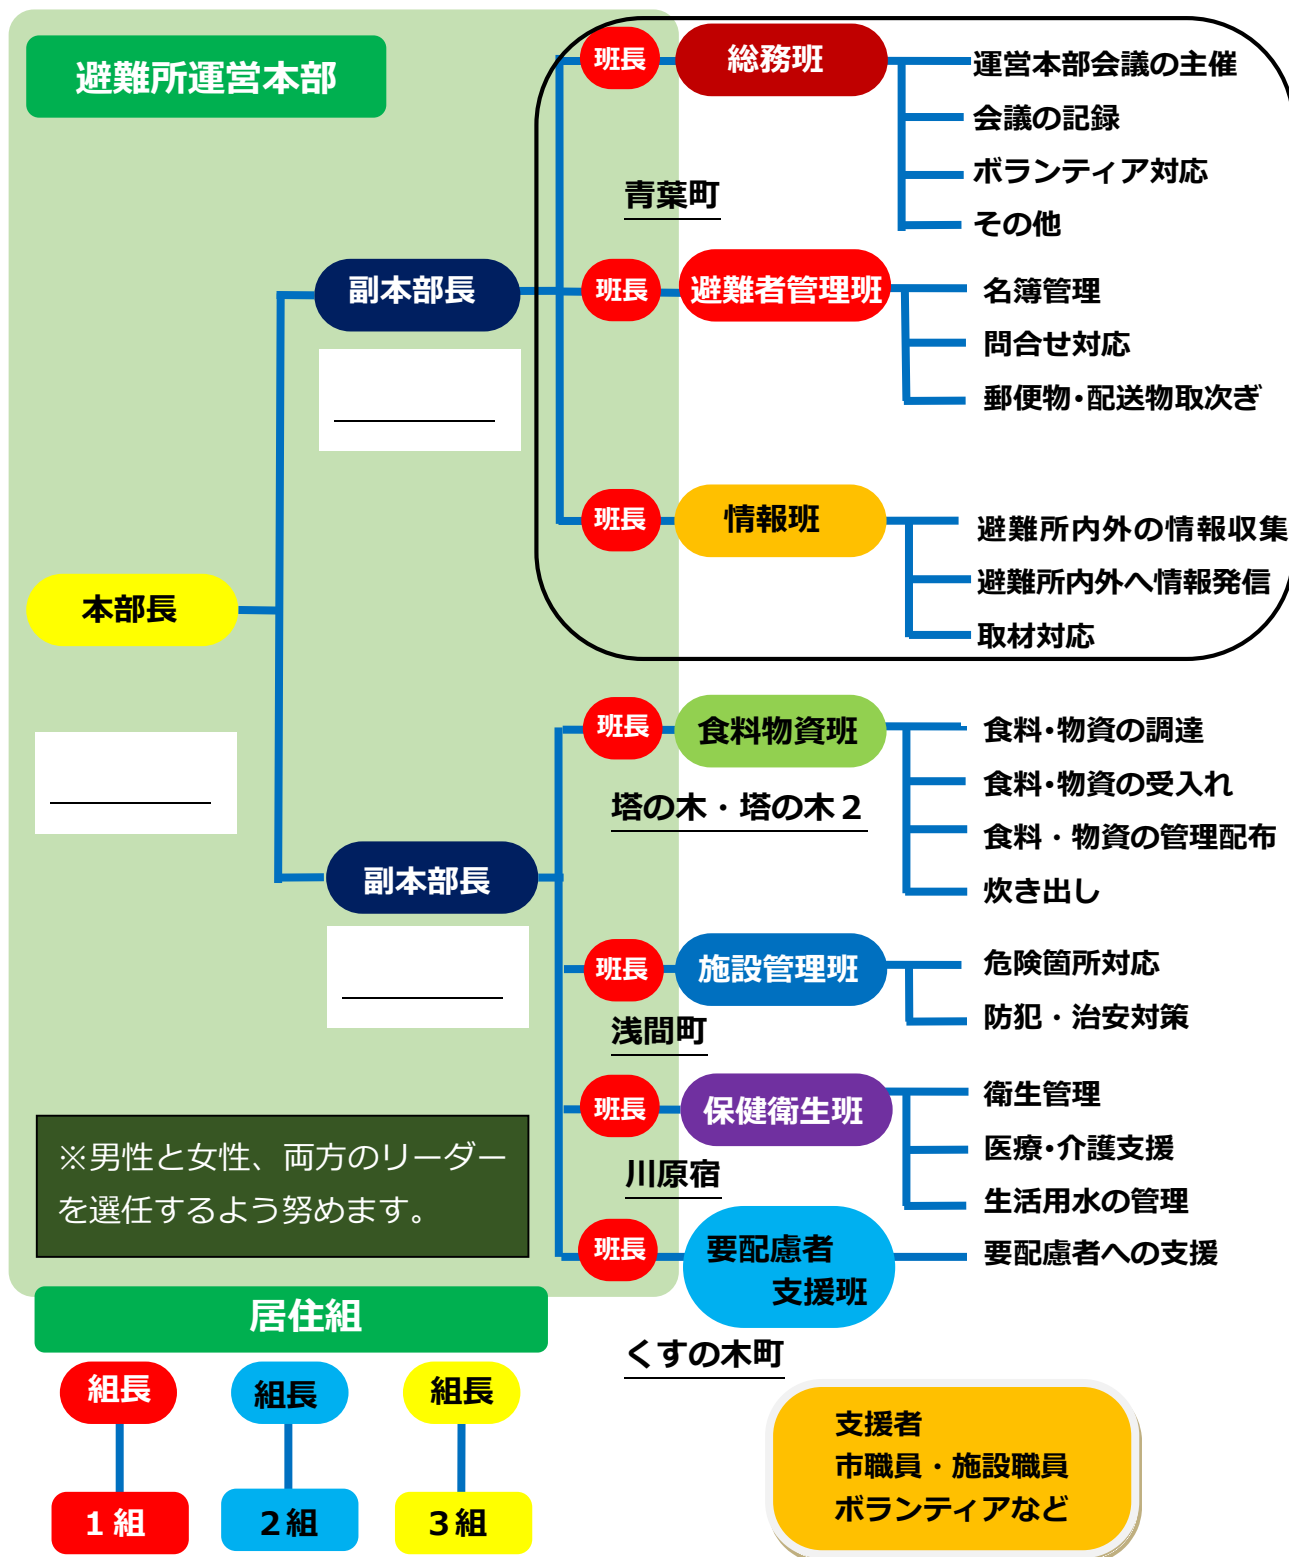 避難所運営本部
班長
総務班
運営本部会議の主催
会議の記録
ボランティア対応
その他
青葉町
副本部長
班長
避難者管理班
名簿管理
問合せ対応
郵便物・配送物取次ぎ
班長
情報班
避難所内外の情報収集
避難所内外へ情報発信
取材対応
本部長
班長
食料物資班
食料・物資の調達
食料・物資の受入れ
食料・物資の管理配布
炊き出し
塔の木・塔の木２
副本部長
班長
施設管理班
危険箇所対応
防犯・治安対策
浅間町
班長
保健衛生班
衛生管理
医療・介護支援
生活用水の管理
川原宿
班長
要配慮者
支援班
要配慮者への支援
くすの木町
※男性と女性、両方のリーダー
を選任するよう努めます。
居住組
組長
組長
組長
１組
２組
３組
支援者
市職員・施設職員
ボランティアなど